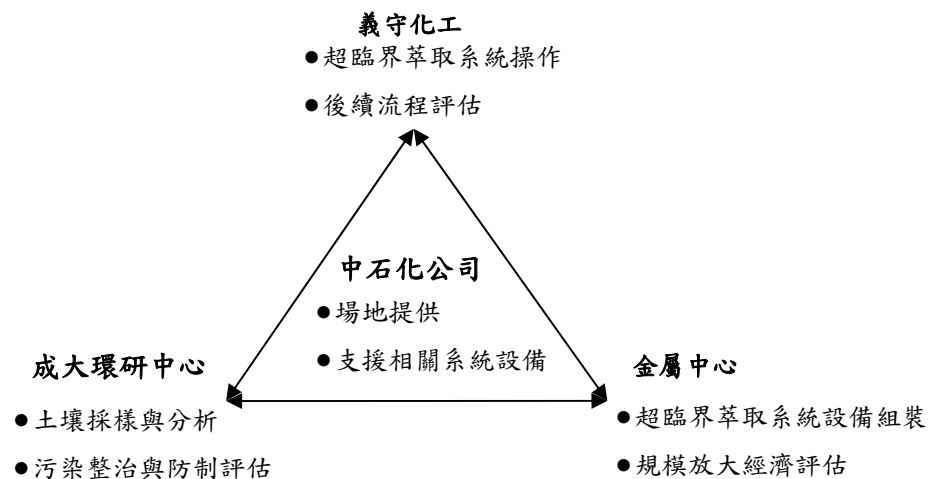 義守化工
●超臨界萃取系統操作
●後續流程評估
中石化公司
●場地提供
●支援相關系統設備
成大環研中心
●土壤採樣與分析
●污染整治與防制評估
金屬中心
●超臨界萃取系統設備組裝
●規模放大經濟評估